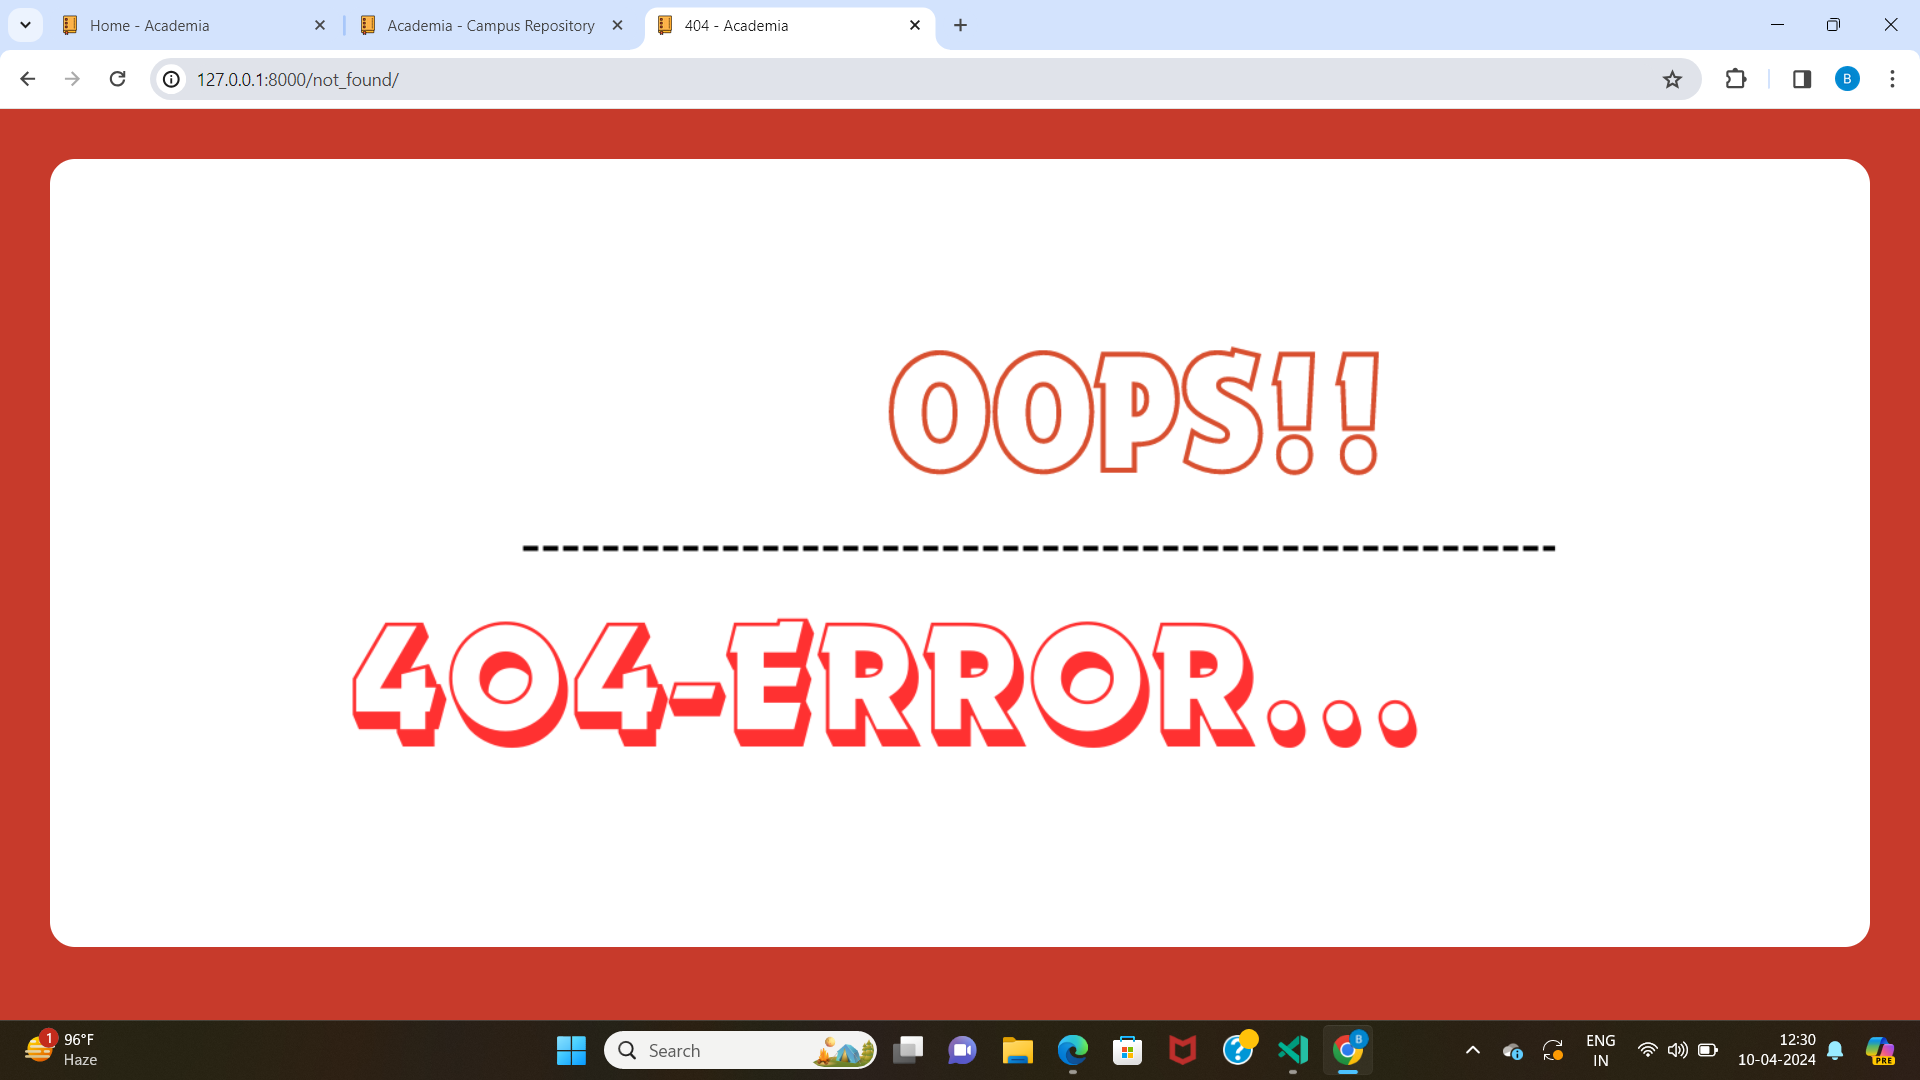 Home - Academia
Academia - Campus Repository
404 - Academia
127.0.0.1:8000/not_found/
B
OOPS!!
----------------------------------------------------
404-ERROR...
1
96°F
Haze
Search
B
ENG
IN
12:30
10-04-2024
PRE